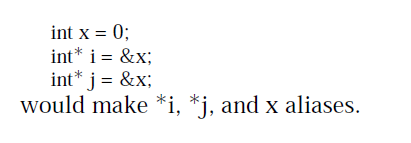 int x = 0;
int* i = &x;
int* j = &x;
would make *i, *j, and x aliases.